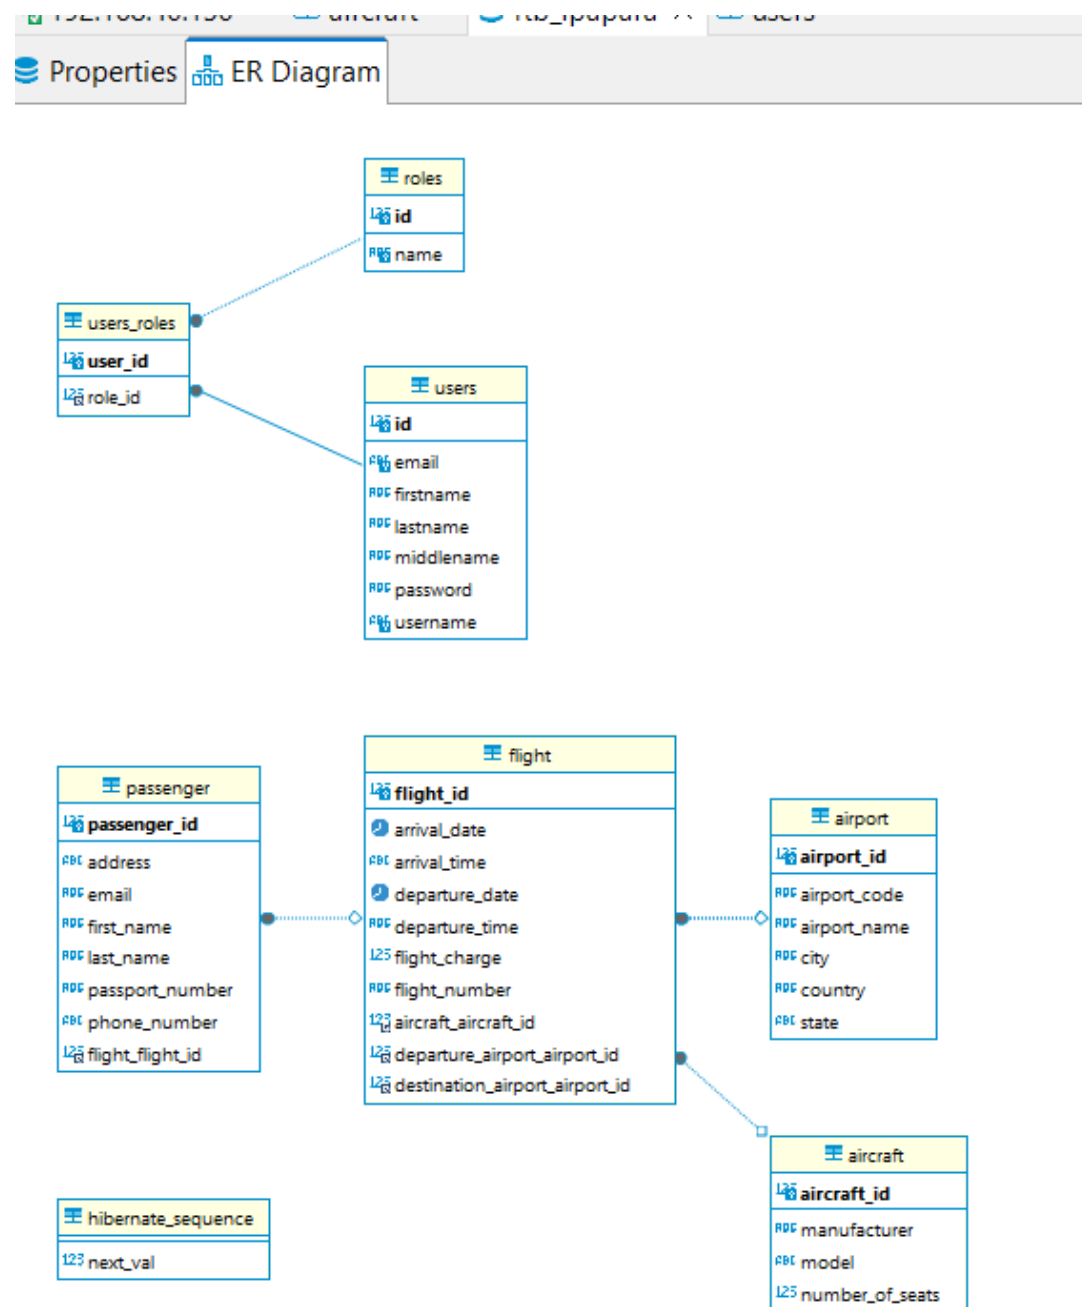 aircraft
users
Properties
ER Diagram
roles
id
name
users_roles
user_id
role_id
users
id
email
firstname
lastname
middlename
password
username
passenger
passenger_id
address
email
first_name
last_name
passport_number
phone_number
flight_flight_id
flight
flight_id
arrival_date
arrival_time
departure_date
departure_time
flight_charge
flight_number
aircraft_aircraft_id
departure_airport_airport_id
destination_airport_airport_id
airport
airport_id
airport_code
airport_name
city
country
state
hibernate_sequence
next_val
aircraft
aircraft_id
manufacturer
model
number_of_seats